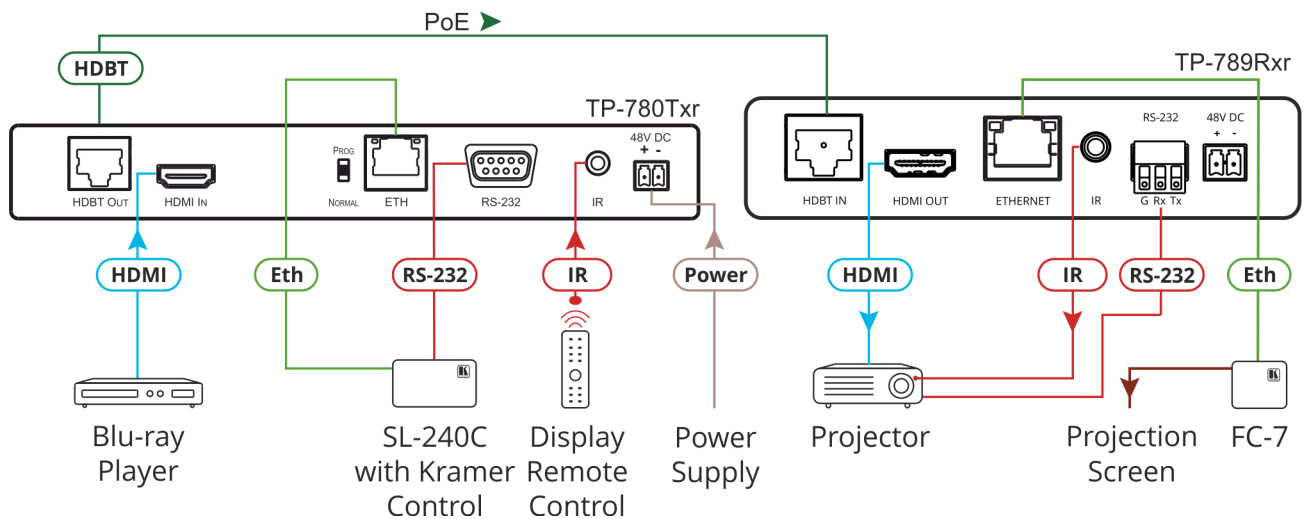 PoE
HDBT
TP-789Rxr
TP-780Txr
RS-232
48V DC
+ -
48V DC
+ -
PROG
NORMAL
HDBT OUT
HDMI IN
ETH
RS-232
IR
HDBT IN
HDMI OUT
ETHERNET
IR
G Rx Tx
HDMI
Eth
RS-232
IR
Power
HDMI
IR
RS-232
Eth
K
K
Blu-ray
Player
SL-240C
with Kramer
Control
Display
Remote
Control
Power
Supply
Projector
Projection
Screen
FC-7